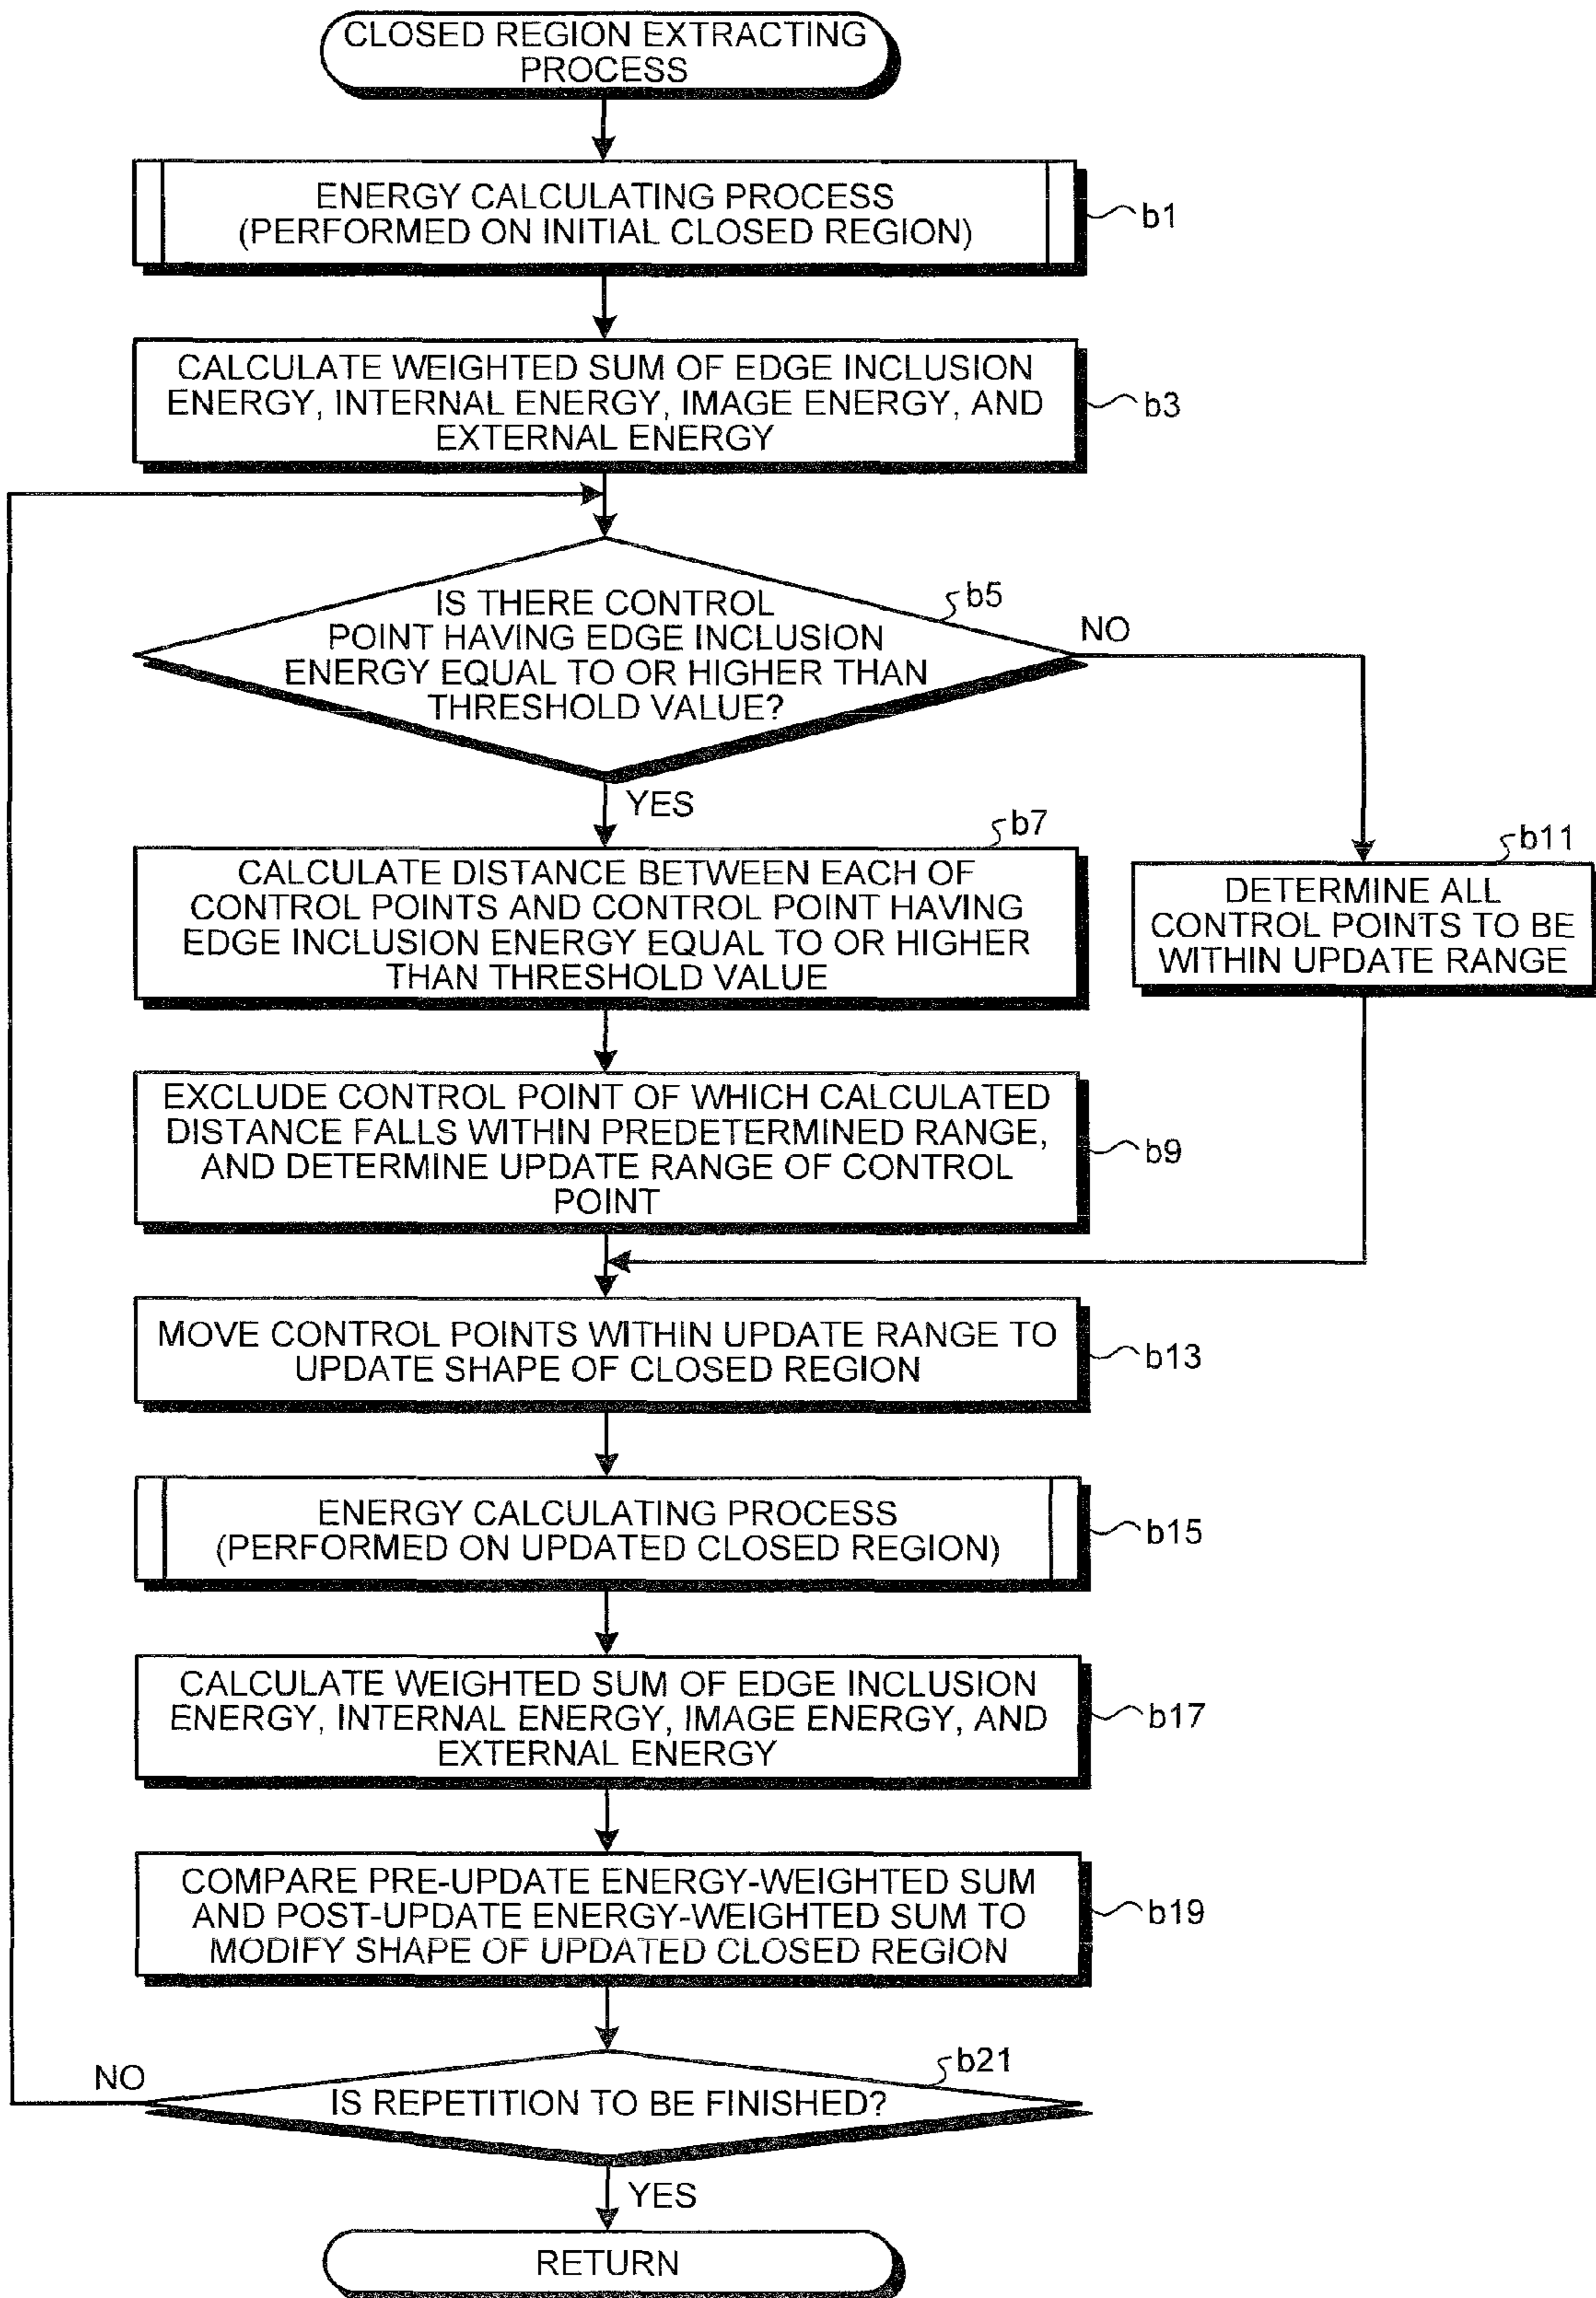 CLOSED REGION EXTRACTING
PROCESS
ENERGY CALCULATING PROCESS
(PERFORMED ON INITIAL CLOSED REGION)
b1
CALCULATE WEIGHTED SUM OF EDGE INCLUSION
ENERGY, INTERNAL ENERGY, IMAGE ENERGY, AND
EXTERNAL ENERGY
b3
IS THERE CONTROL
POINT HAVING EDGE INCLUSION
ENERGY EQUAL TO OR HIGHER THAN
THRESHOLD VALUE?
b5
NO
YES
b7
CALCULATE DISTANCE BETWEEN EACH OF
CONTROL POINTS AND CONTROL POINT HAVING
EDGE INCLUSION ENERGY EQUAL TO OR HIGHER
THAN THRESHOLD VALUE
b11
DETERMINE ALL
CONTROL POINTS TO BE
WITHIN UPDATE RANGE
EXCLUDE CONTROL POINT OF WHICH CALCULATED
DISTANCE FALLS WITHIN PREDETERMINED RANGE,
AND DETERMINE UPDATE RANGE OF CONTROL
POINT
b9
MOVE CONTROL POINTS WITHIN UPDATE RANGE TO
UPDATE SHAPE OF CLOSED REGION
b13
ENERGY CALCULATING PROCESS
(PERFORMED ON UPDATED CLOSED REGION)
b15
CALCULATE WEIGHTED SUM OF EDGE INCLUSION
ENERGY, INTERNAL ENERGY, IMAGE ENERGY, AND
EXTERNAL ENERGY
b17
COMPARE PRE-UPDATE ENERGY-WEIGHTED SUM
AND POST-UPDATE ENERGY-WEIGHTED SUM TO
MODIFY SHAPE OF UPDATED CLOSED REGION
b19
b21
NO
IS REPETITION TO BE FINISHED?
YES
RETURN